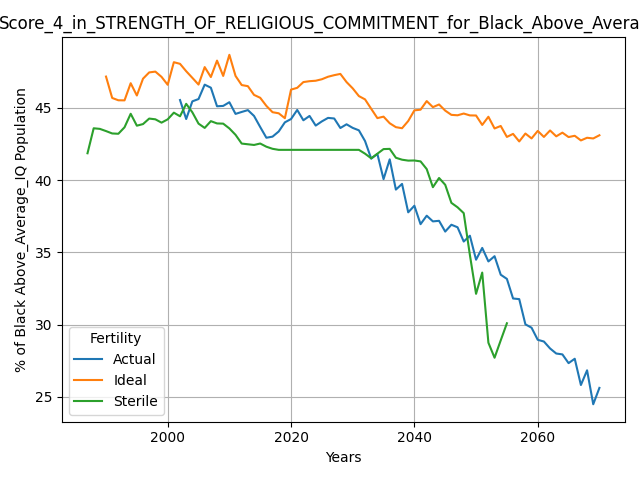 Score_4_in_STRENGTH_OF_RELIGIOUS_COMMITMENT_for_Black_Above_Avera
% of Black Above_Average_IQ Population
45
40
35
30
25
Fertility
Actual
Ideal
Sterile
2000
2020
2040
2060
Years